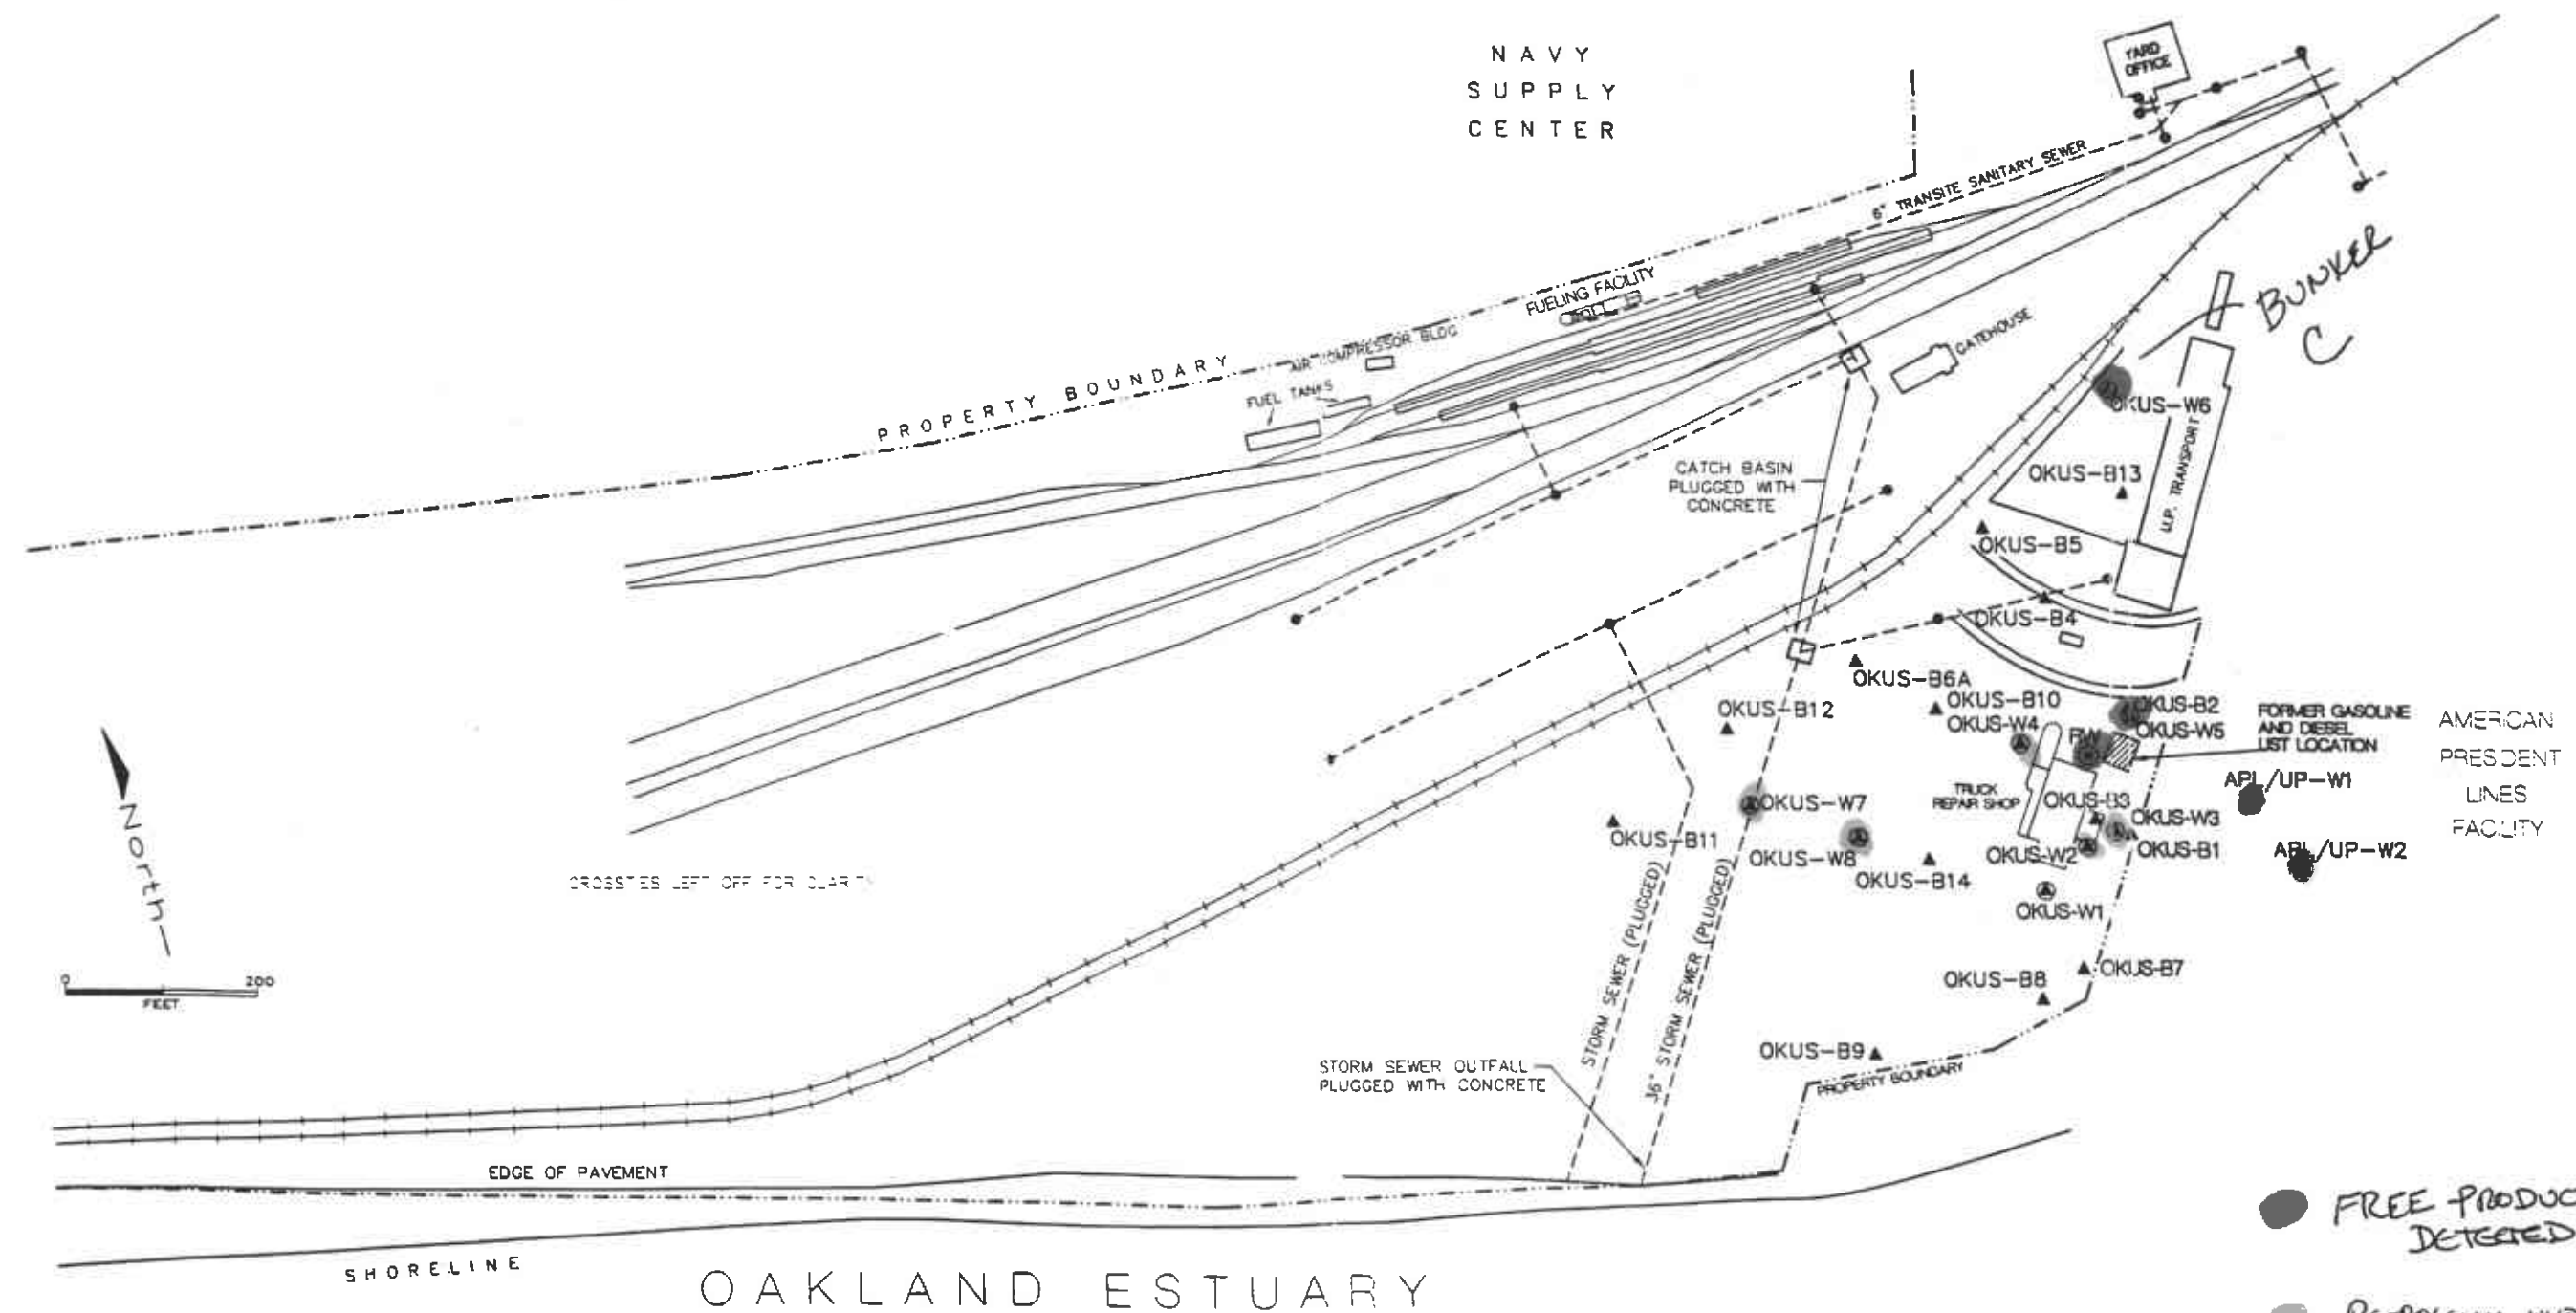 NAVY
SUPPLY
CENTER
YARD
OFFICE
6" TRANSITE SANITARY SEWER
BUNKER
C
FUELING FACILITY
AIR COMPRESSOR BLDG
FUEL TANKS
GATEHOUSE
PROPERTY BOUNDARY
OKUS-W6
CATCH BASIN
PLUGGED WITH
CONCRETE
OKUS-B13
U.P. TRANSPORT
OKUS-B5
OKUS-B4
OKUS-B6A
OKUS-B12
OKUS-B10
OKUS-W4
OKUS-B2
OKUS-W5
RW
FORMER GASOLINE
AND DIESEL
UST LOCATION
AMERICAN
PRESIDENT
LINES
FACILITY
APL/UP-W1
APL/UP-W2
TRUCK
REPAIR SHOP
OKUS-B3
OKUS-W3
OKUS-B1
OKUS-W2
OKUS-W1
OKUS-W7
OKUS-W8
OKUS-B14
OKUS-B11
North
0 200
FEET
CROSSTIES LEFT OFF FOR CLARITY
STORM SEWER (PLUGGED)
36" STORM SEWER (PLUGGED)
OKUS-B7
OKUS-B8
OKUS-B9
PROPERTY BOUNDARY
STORM SEWER OUTFALL
PLUGGED WITH CONCRETE
EDGE OF PAVEMENT
SHORELINE
OAKLAND ESTUARY
FREE PRODUC
DETECTED